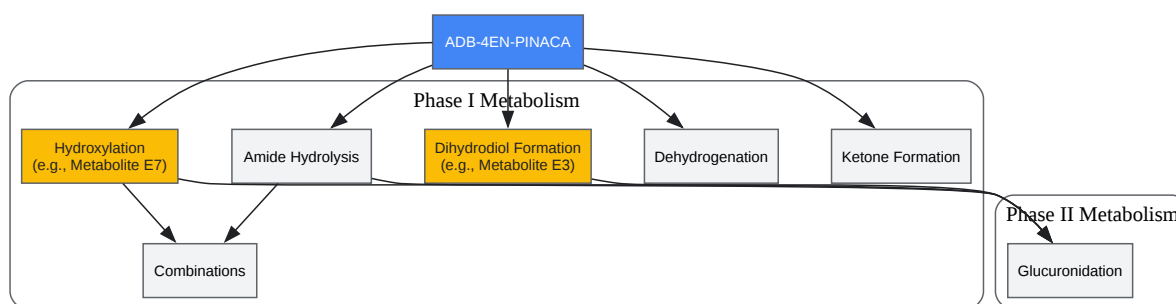 ADB-4EN-PINACA
Phase I Metabolism
Hydroxylation
(e.g., Metabolite E7)
Amide Hydrolysis
Dihydrodiol Formation
(e.g., Metabolite E3)
Dehydrogenation
Ketone Formation
Phase II Metabolism
Combinations
Glucuronidation